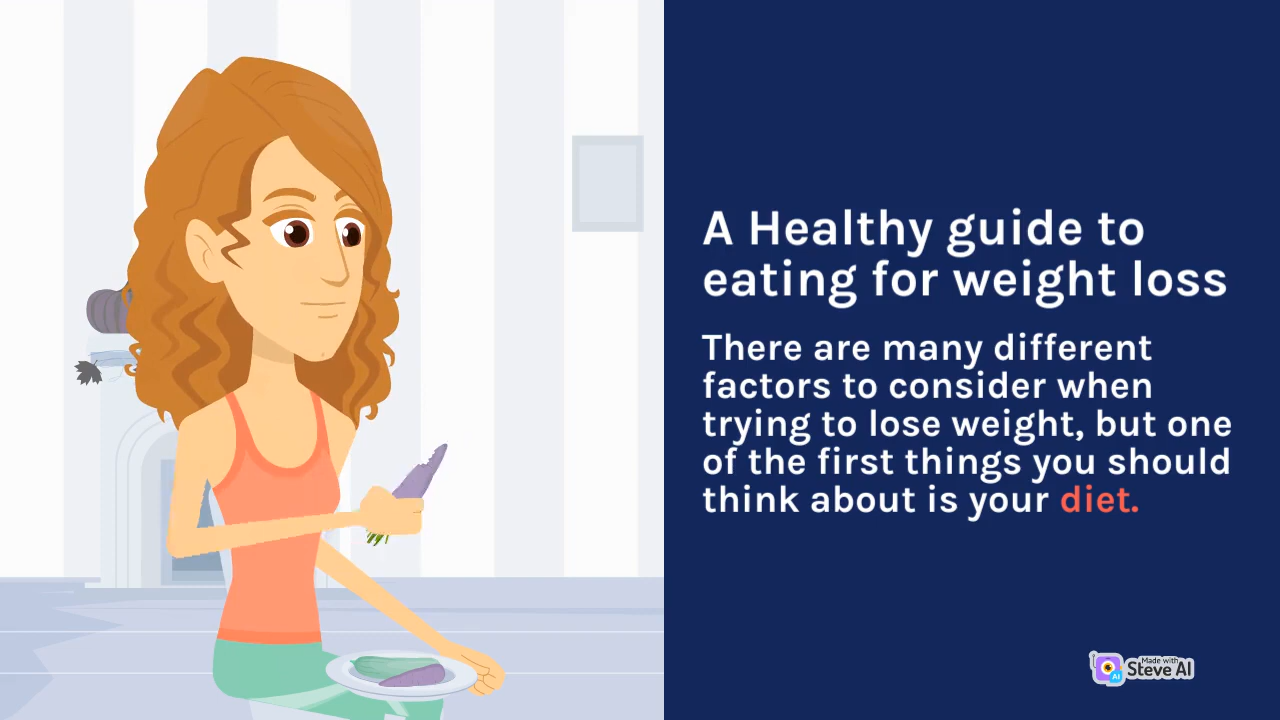 A Healthy guide to
eating for weight loss
There are many different
factors to consider when
trying to lose weight, but one
of the first things you should
think about is your diet.
Made with
Steve AI
AI